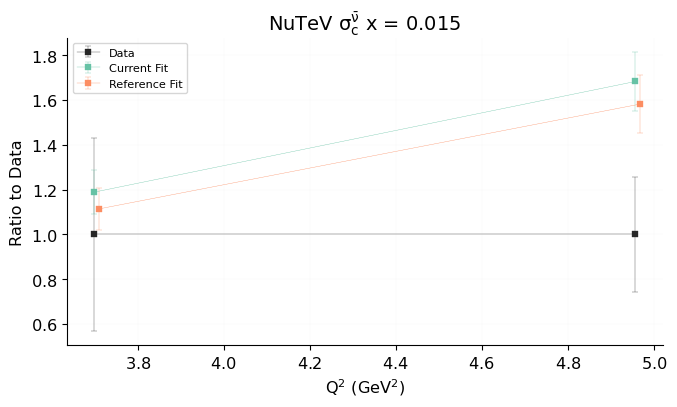 NuTeV σ_c^ν̄ x = 0.015
Data
Current Fit
Reference Fit
Ratio to Data
1.8
1.6
1.4
1.2
1.0
0.8
0.6
3.8
4.0
4.2
4.4
4.6
4.8
5.0
Q² (GeV²)